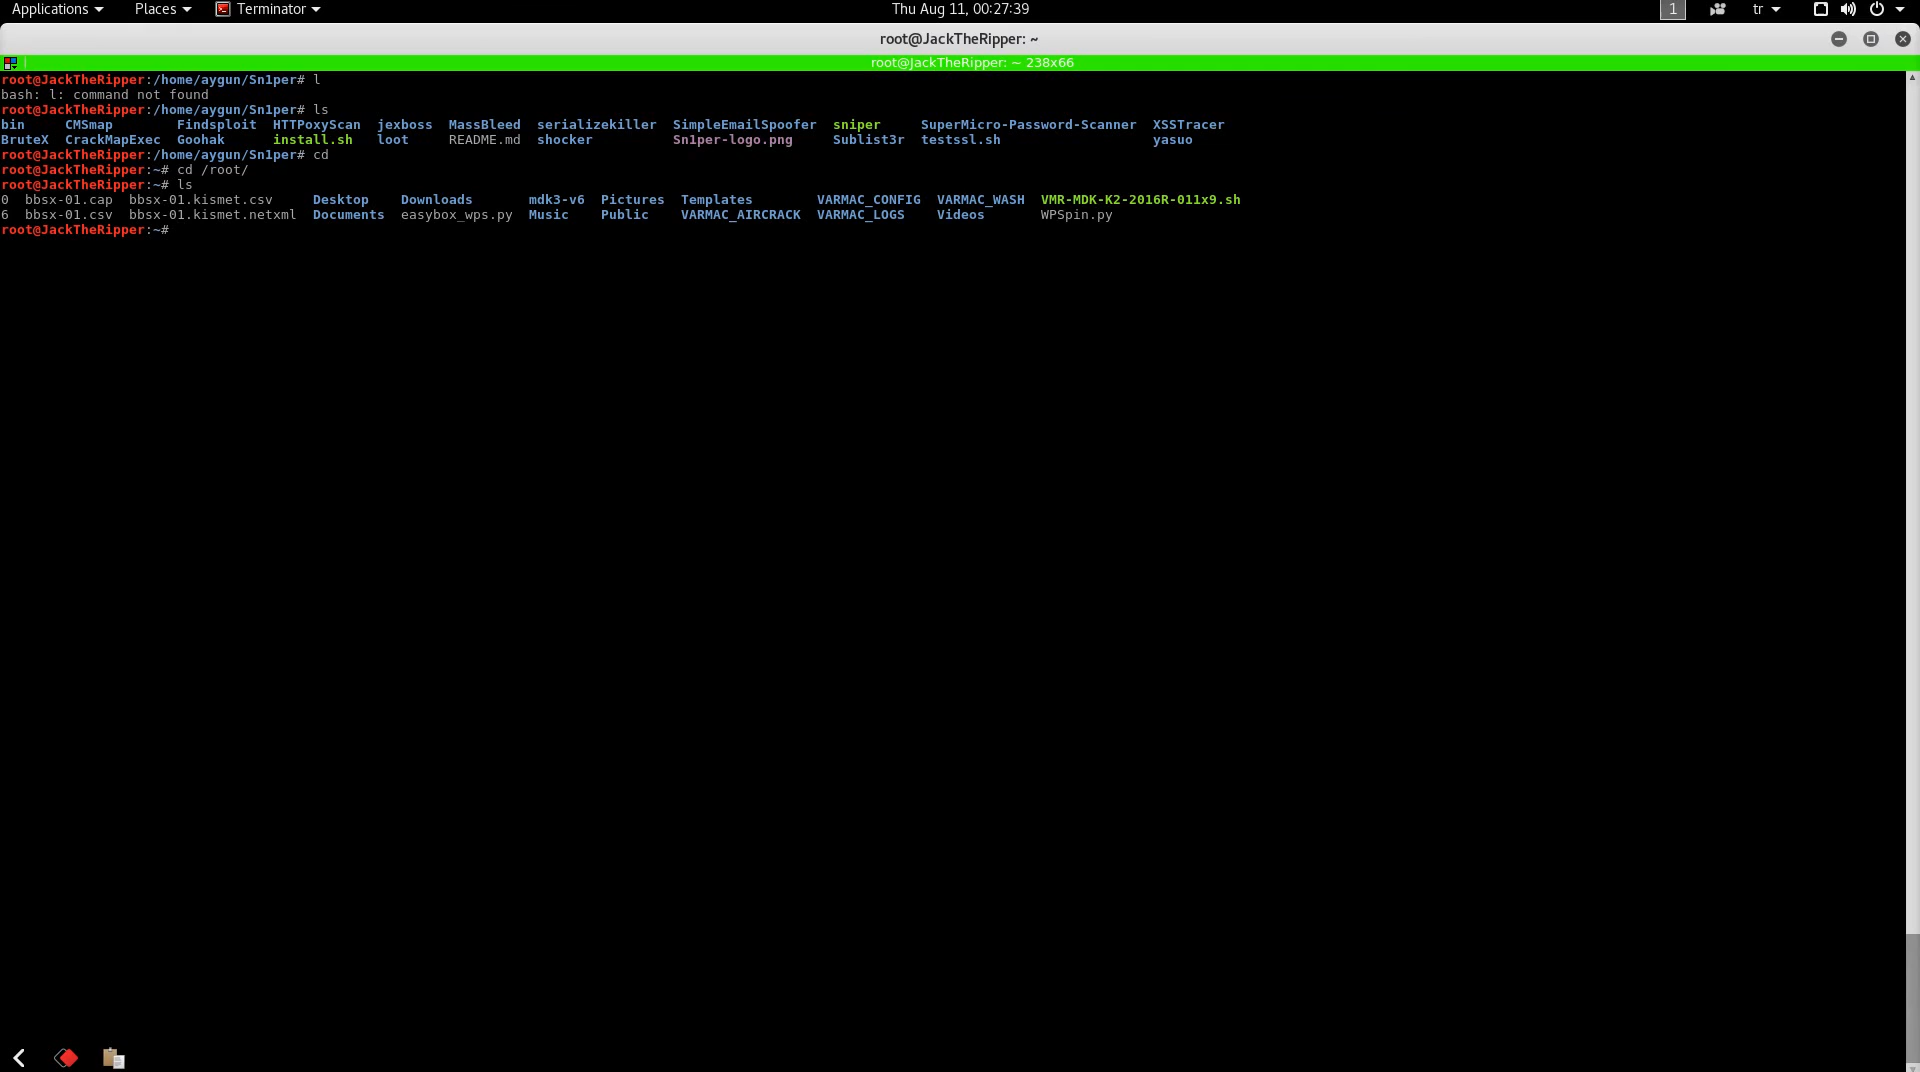 Applications Places Terminator Thu Aug 11, 00:27:39 1 tr
root@JackTheRipper: ~
root@JackTheRipper: ~ 238x66
root@JackTheRipper:/home/aygun/Sn1per# l
bash: l: command not found
root@JackTheRipper:/home/aygun/Sn1per# ls
bin CMSmap Findsploit HTTPoxyScan jexboss MassBleed serializekiller SimpleEmailSpoofer sniper SuperMicro-Password-Scanner XSSTracer
BruteX CrackMapExec Goohak install.sh loot README.md shocker Sn1per-logo.png Sublist3r testssl.sh yasuo
root@JackTheRipper:/home/aygun/Sn1per# cd
root@JackTheRipper:~# cd /root/
root@JackTheRipper:~# ls
0 bbsx-01.cap bbsx-01.kismet.csv Desktop Downloads mdk3-v6 Pictures Templates VARMAC_CONFIG VARMAC_WASH VMR-MDK-K2-2016R-011x9.sh
6 bbsx-01.csv bbsx-01.kismet.netxml Documents easybox_wps.py Music Public VARMAC_AIRCRACK VARMAC_LOGS Videos WPSpin.py
root@JackTheRipper:~#